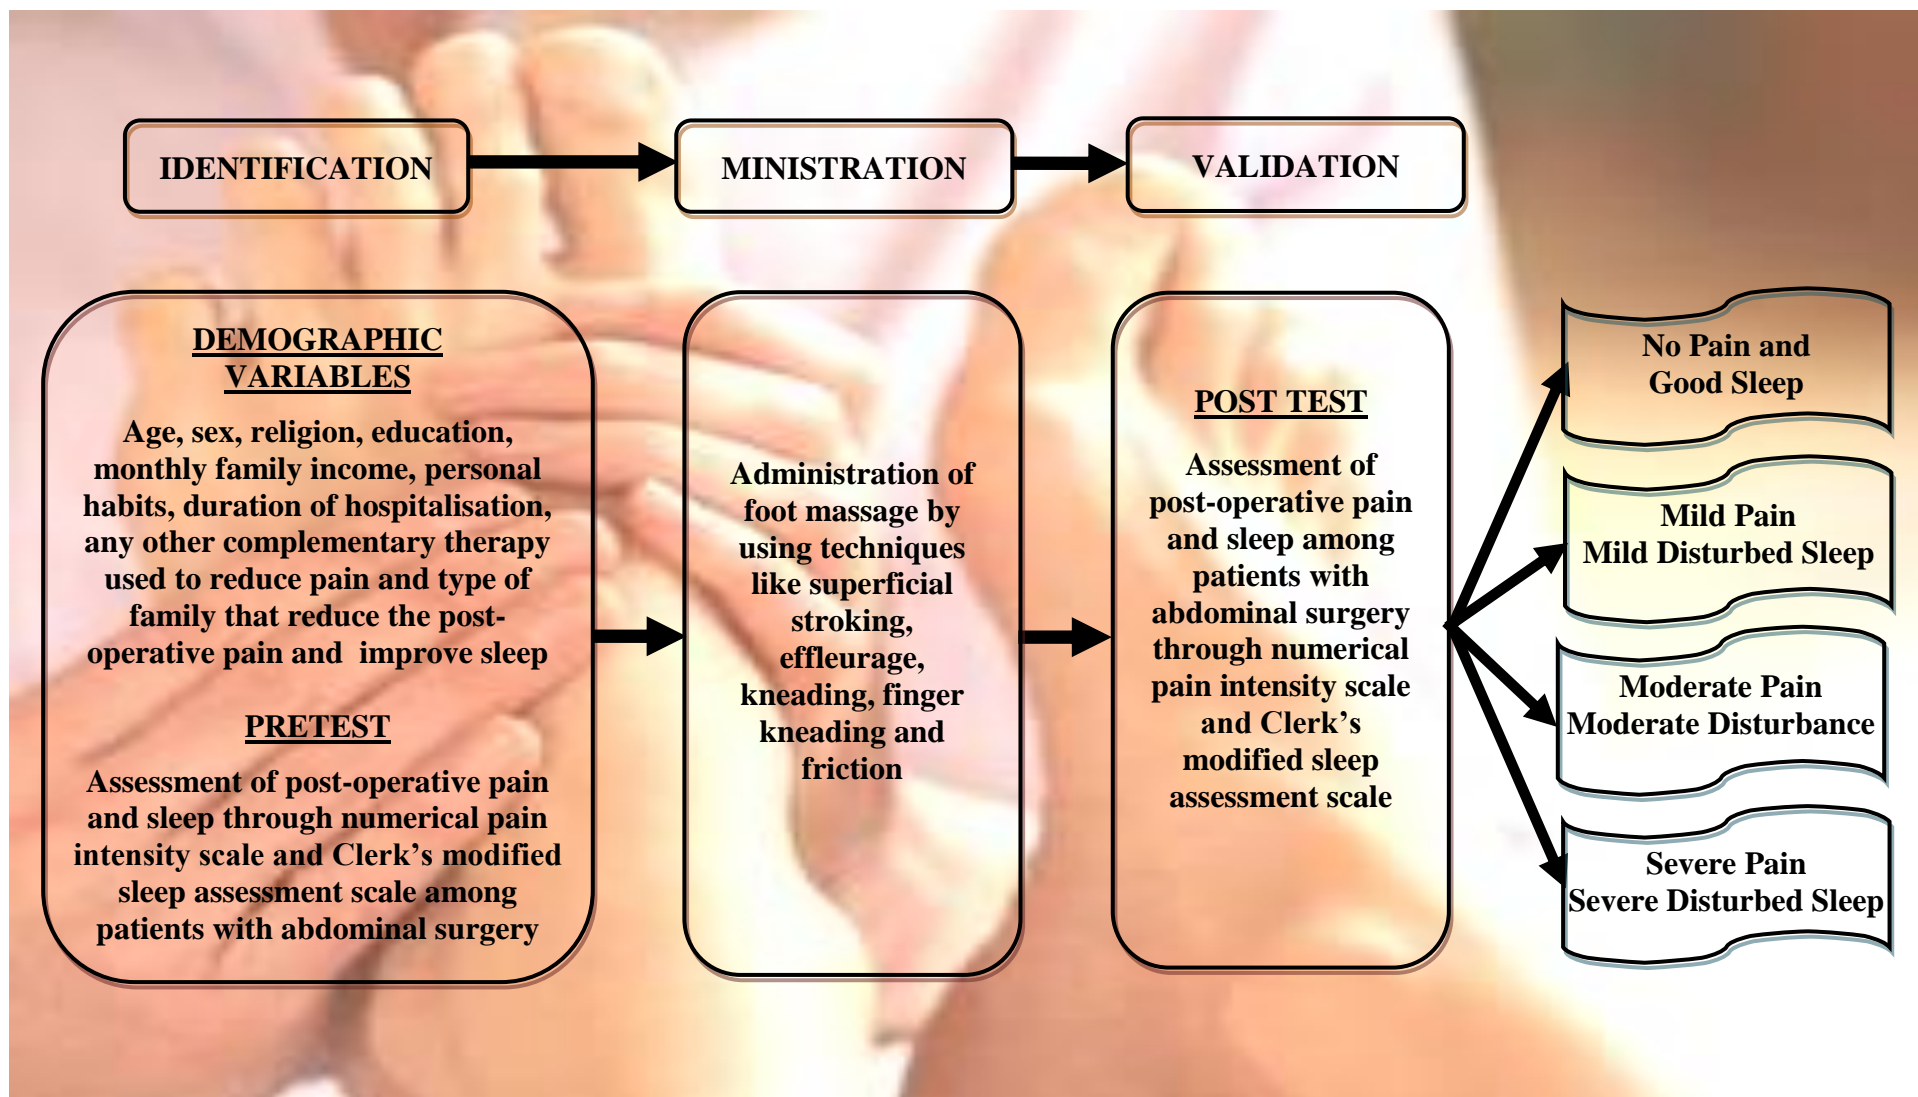 IDENTIFICATION
MINISTRATION
VALIDATION
DEMOGRAPHIC
VARIABLES
Age, sex, religion, education,
monthly family income, personal
habits, duration of hospitalisation,
any other complementary therapy
used to reduce pain and type of
family that reduce the post-
operative pain and improve sleep
PRETEST
Assessment of post-operative pain
and sleep through numerical pain
intensity scale and Clerk’s modified
sleep assessment scale among
patients with abdominal surgery
Administration of
foot massage by
using techniques
like superficial
stroking,
effleurage,
kneading, finger
kneading and
friction
POST TEST
Assessment of
post-operative pain
and sleep among
patients with
abdominal surgery
through numerical
pain intensity scale
and Clerk’s
modified sleep
assessment scale
No Pain and
Good Sleep
Mild Pain
Mild Disturbed Sleep
Moderate Pain
Moderate Disturbance
Severe Pain
Severe Disturbed Sleep